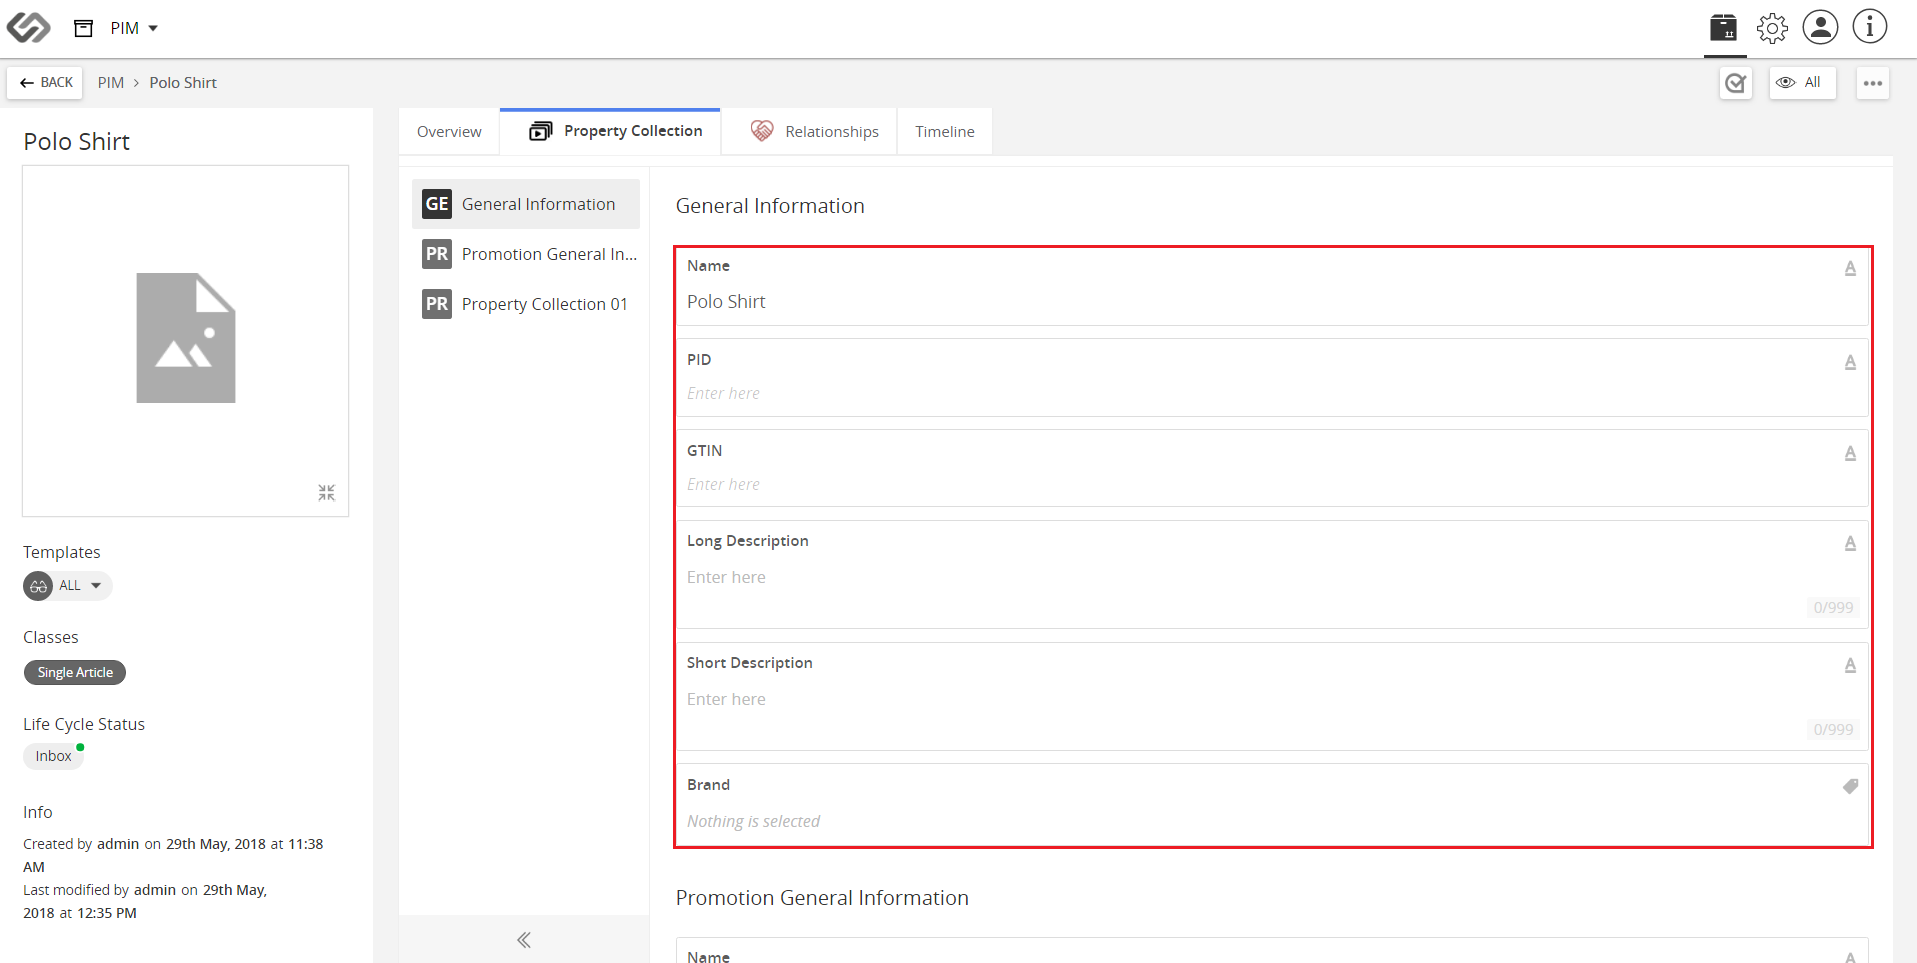 PIM
BACK
PIM > Polo Shirt
All
Polo Shirt
Templates
ALL
Classes
Single Article
Life Cycle Status
Inbox
Info
Created by admin on 29th May, 2018 at 11:38
AM
Last modified by admin on 29th May,
2018 at 12:35 PM
Overview
Property Collection
Relationships
Timeline
GE General Information
PR Promotion General In...
PR Property Collection 01
General Information
Name
A
Polo Shirt
PID
A
Enter here
GTIN
A
Enter here
Long Description
A
Enter here
0/999
Short Description
A
Enter here
0/999
Brand
Nothing is selected
Promotion General Information
Name
A